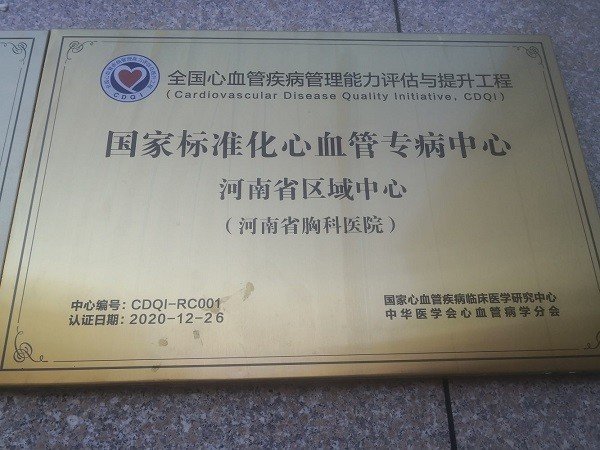 全国心血管疾病管理能力评估与提升工程
(Cardiovascular Disease Quality Initiative, CDQI)
国家标准化心血管专病中心
河南省区域中心
(河南省胸科医院)
中心编号: CDQI-RC001
认证日期: 2020-12-26
国家心血管疾病临床医学研究中心
中华医学会心血管病学分会
CDQI